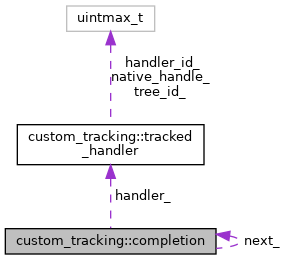 uintmax_t
handler_id_
native_handle_
tree_id_
custom_tracking::tracked
_handler
handler_
custom_tracking::completion
next_